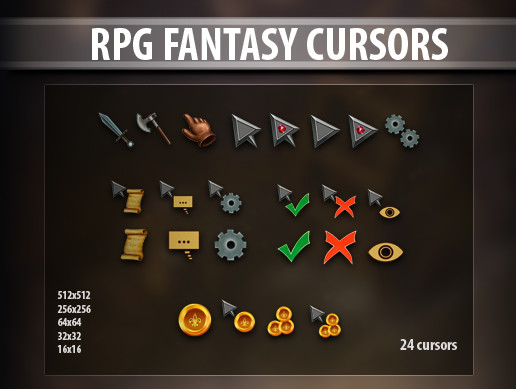 RPG FANTASY CURSORS
512x512
256x256
64x64
32x32
16x16
24 cursors